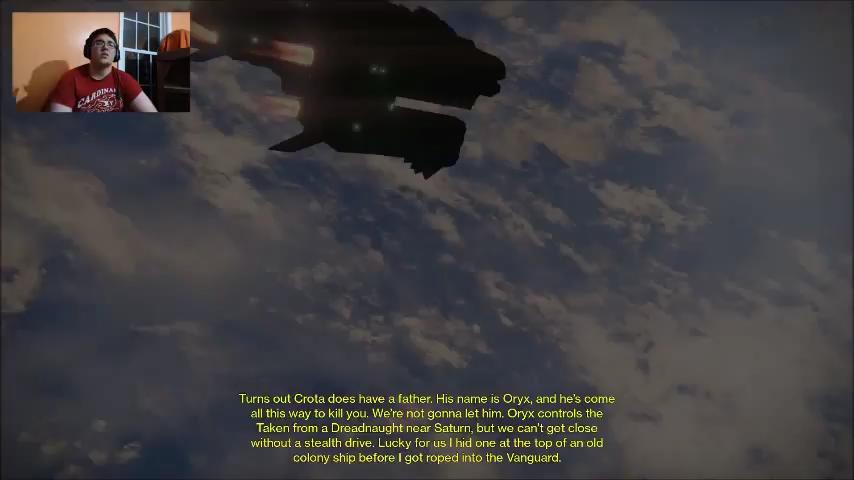 CARDINAL
Turns out Crota does have a father. His name is Oryx, and he's come
all this way to kill you. We're not gonna let him. Oryx controls the
Taken from a Dreadnaught near Saturn, but we can't get close
without a stealth drive. Lucky for us I hid one at the top of an old
colony ship before I got roped into the Vanguard.